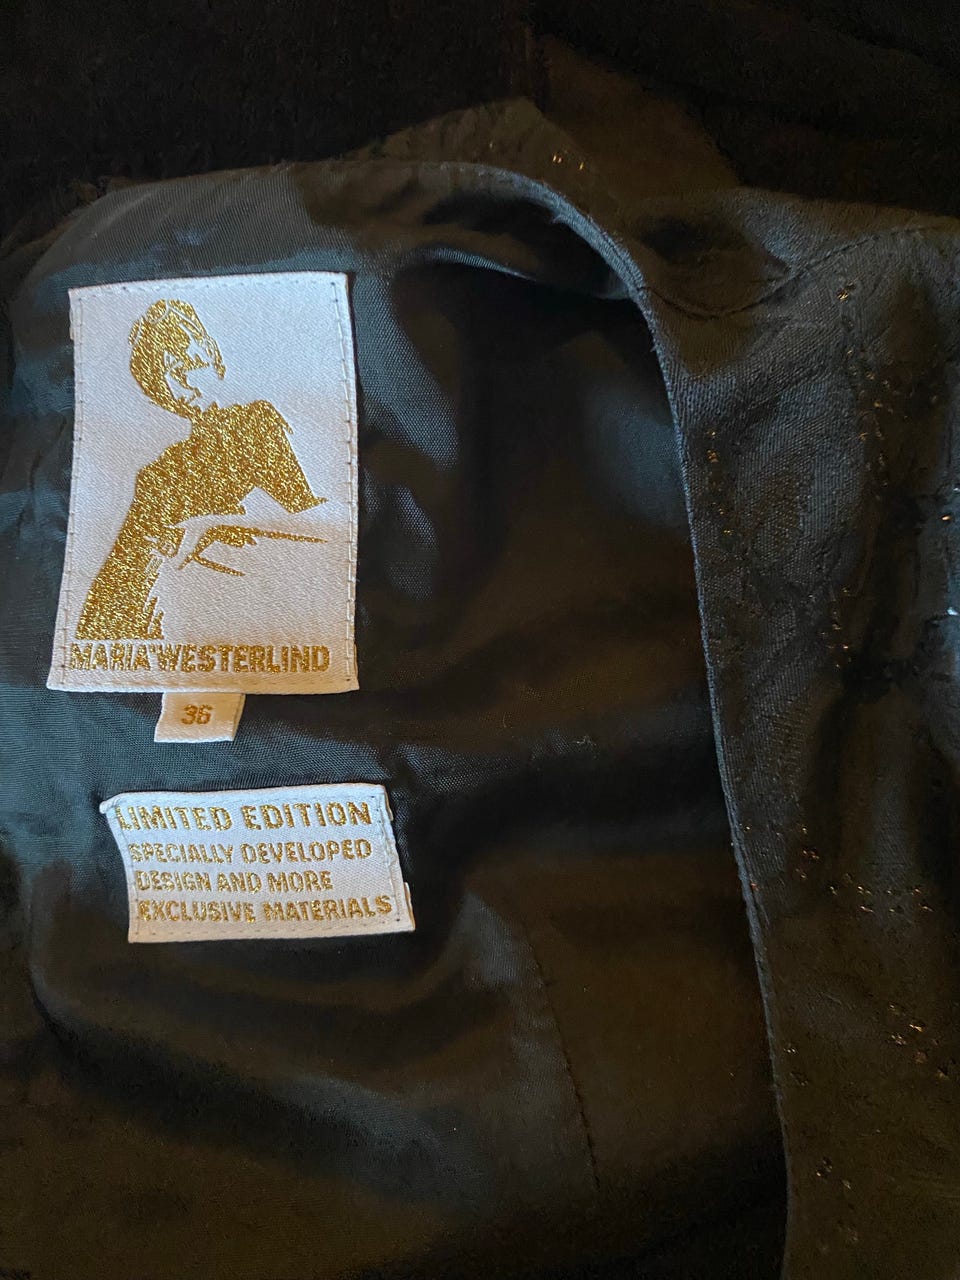 MARIA*WESTERLIND
36
LIMITED EDITION
SPECIALLY DEVELOPED
DESIGN AND MORE
EXCLUSIVE MATERIALS